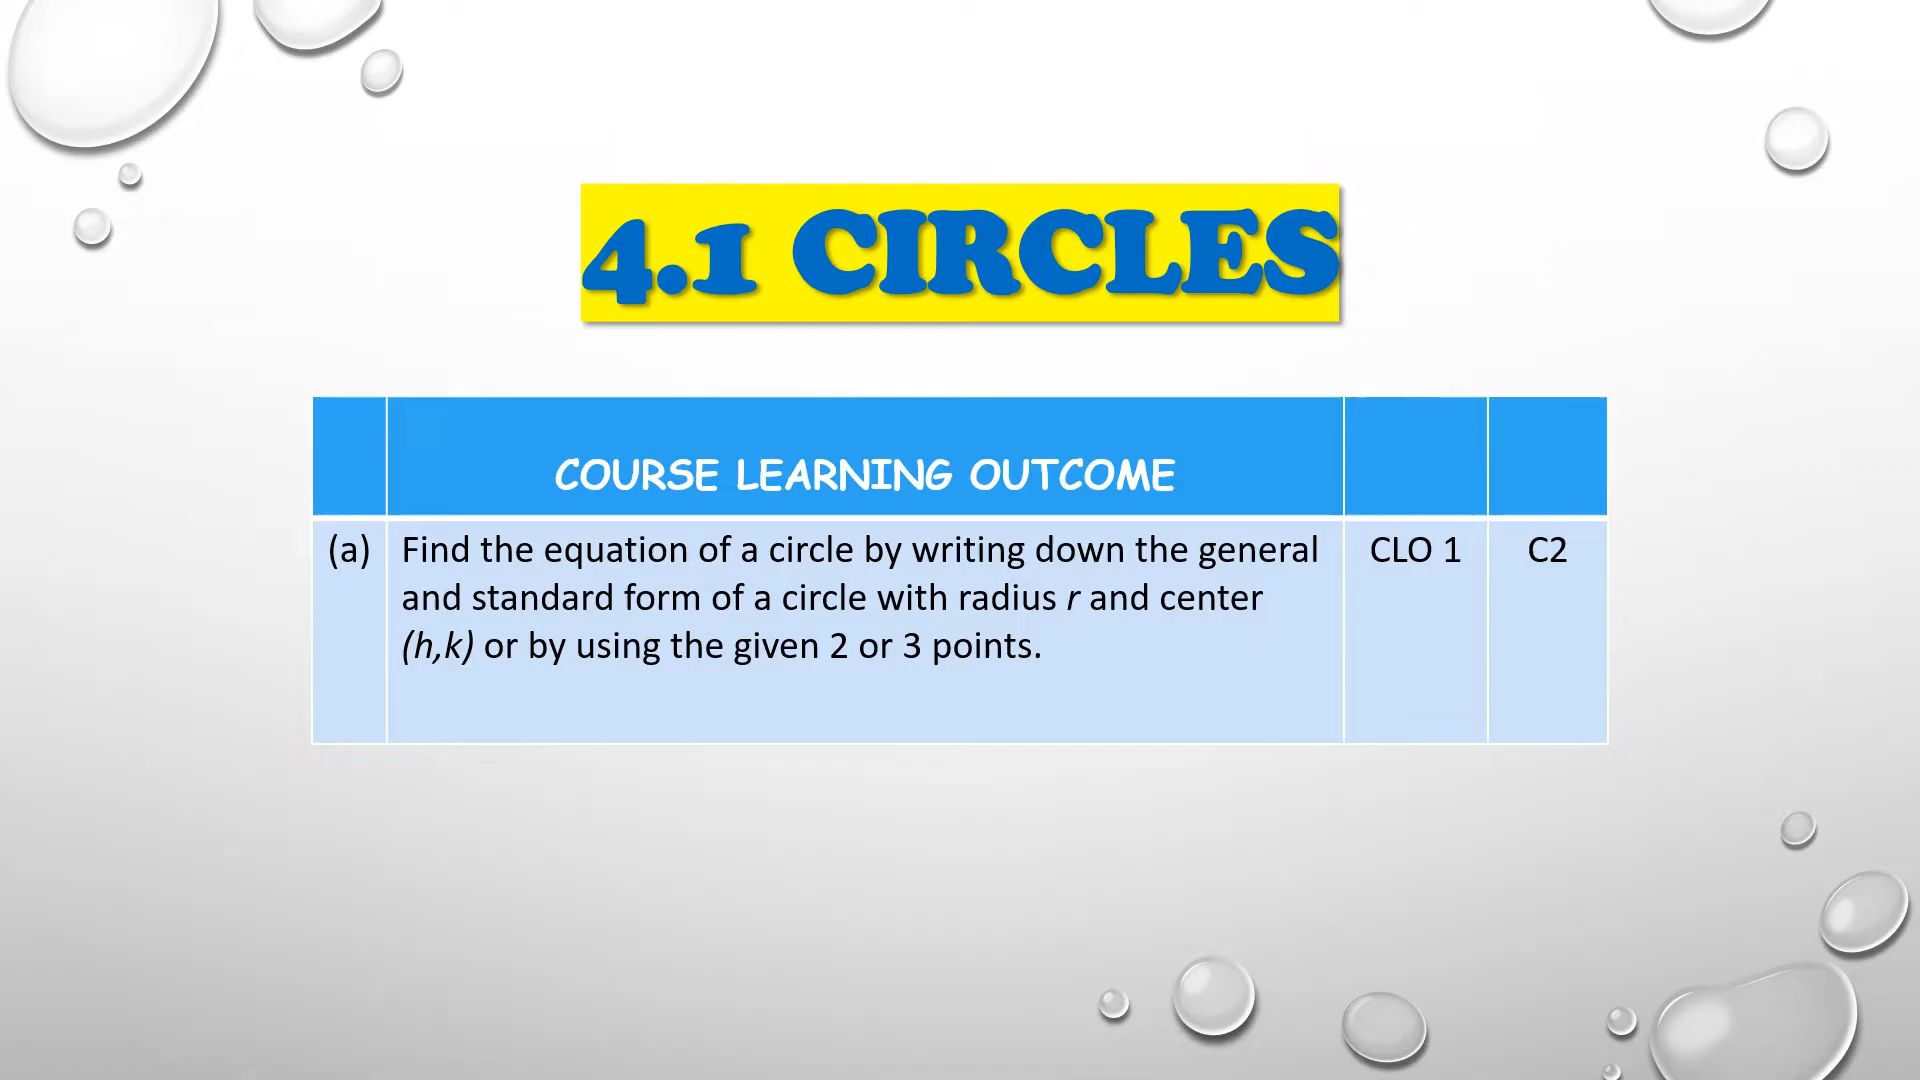 4.1 CIRCLES
COURSE LEARNING OUTCOME
(a) Find the equation of a circle by writing down the general CLO 1 C2
and standard form of a circle with radius r and center
(h,k) or by using the given 2 or 3 points.